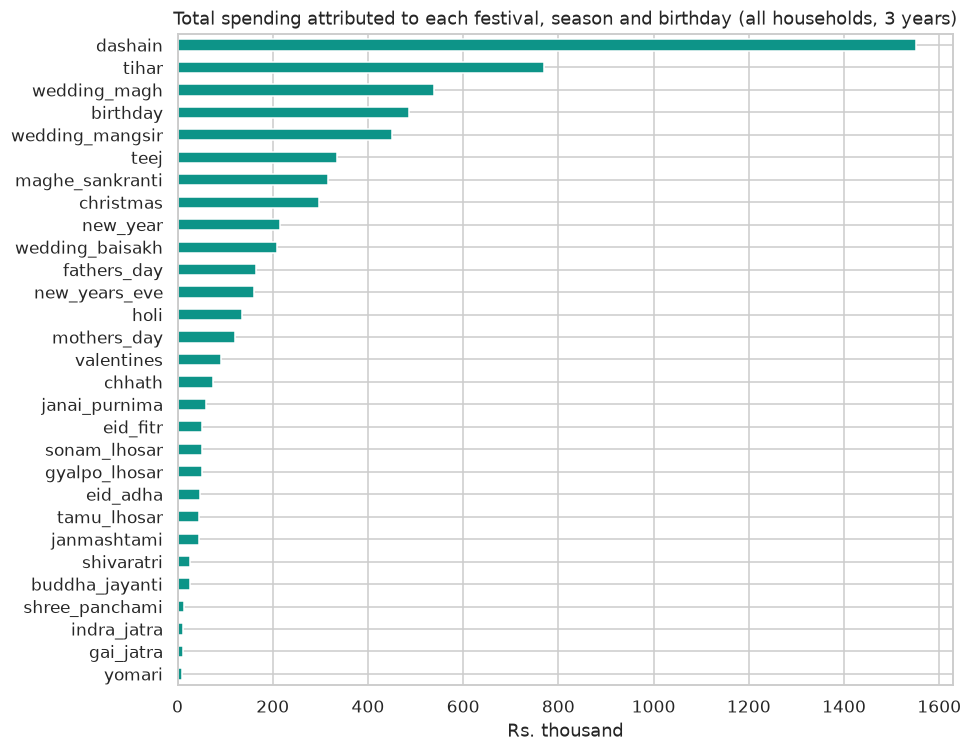 Total spending attributed to each festival, season and birthday (all households, 3 years)
dashain
tihar
wedding_magh
birthday
wedding_mangsir
teej
maghe_sankranti
christmas
new_year
wedding_baisakh
fathers_day
new_years_eve
holi
mothers_day
valentines
chhath
janai_purnima
eid_fitr
sonam_lhosar
gyalpo_lhosar
eid_adha
tamu_lhosar
janmashtami
shivaratri
buddha_jayanti
shree_panchami
indra_jatra
gai_jatra
yomari
0 200 400 600 800 1000 1200 1400 1600
Rs. thousand